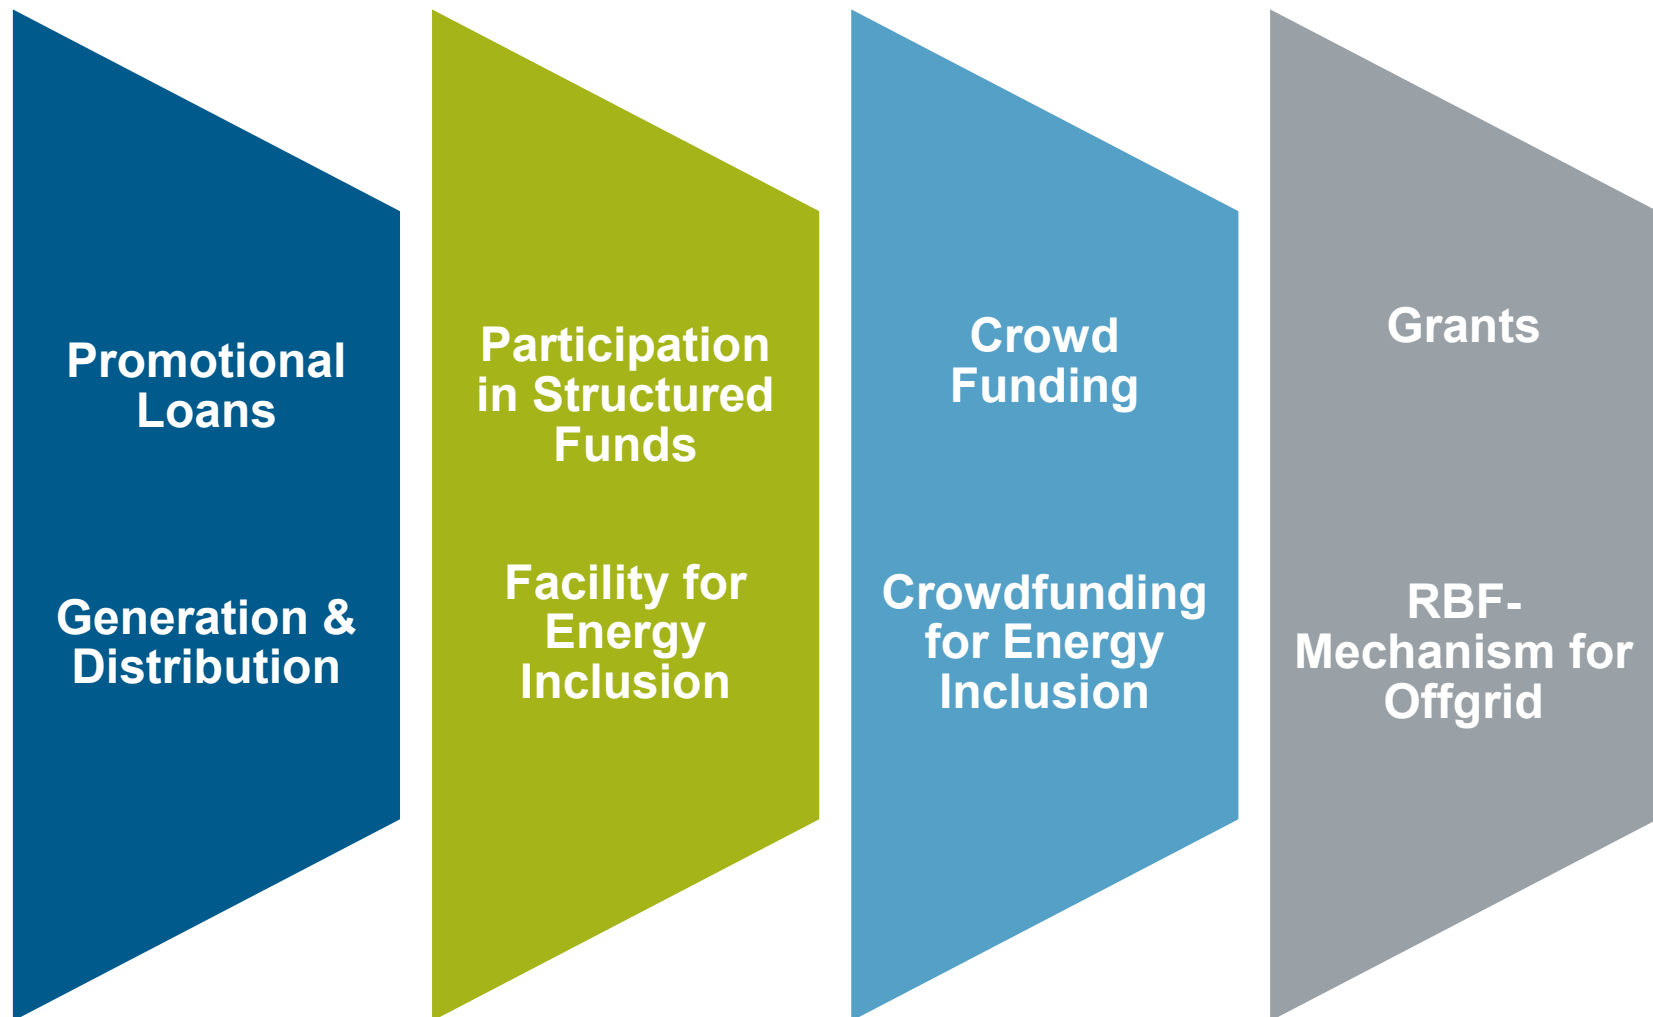 Promotional
Loans
Generation &
Distribution
Participation
in Structured
Funds
Facility for
Energy
Inclusion
Crowd
Funding
Crowdfunding
for Energy
Inclusion
Grants
RBF-
Mechanism for
Offgrid